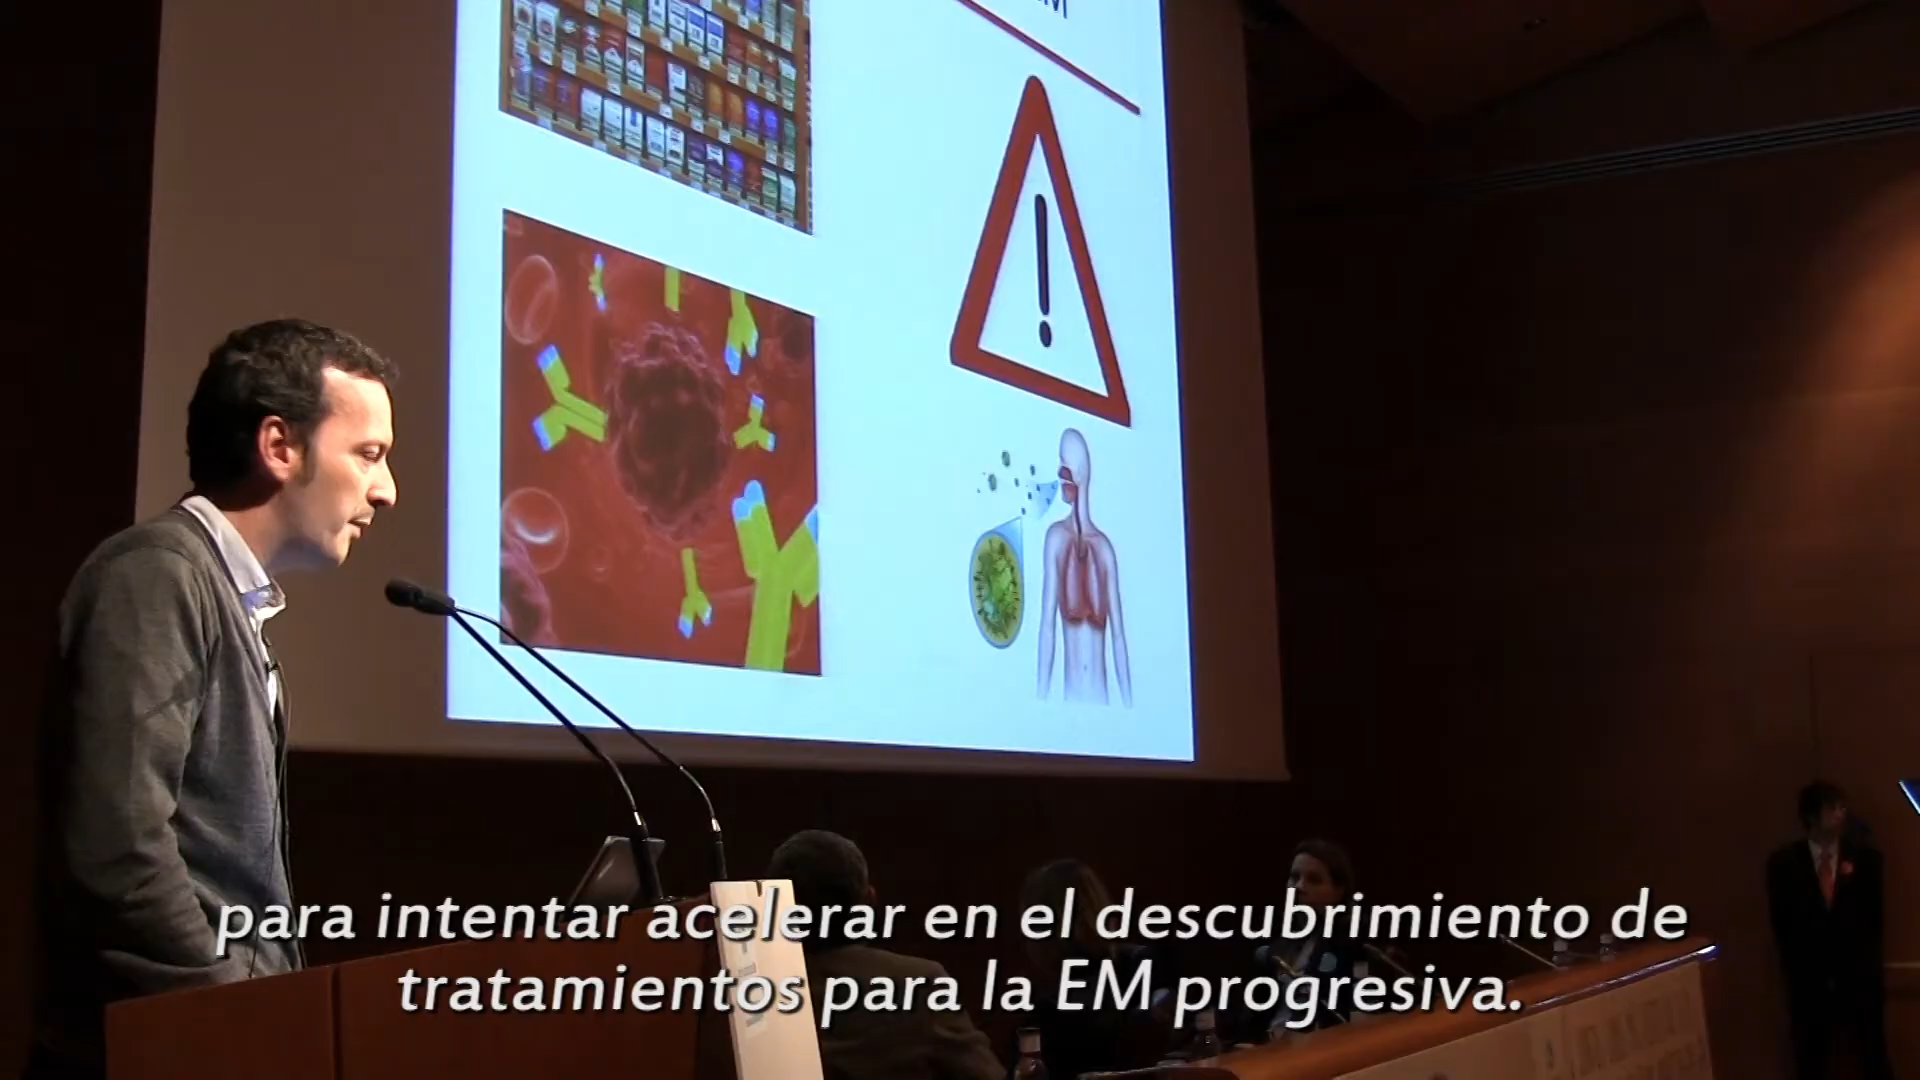 para intentar acelerar en el descubrimiento de
tratamientos para la EM progresiva.